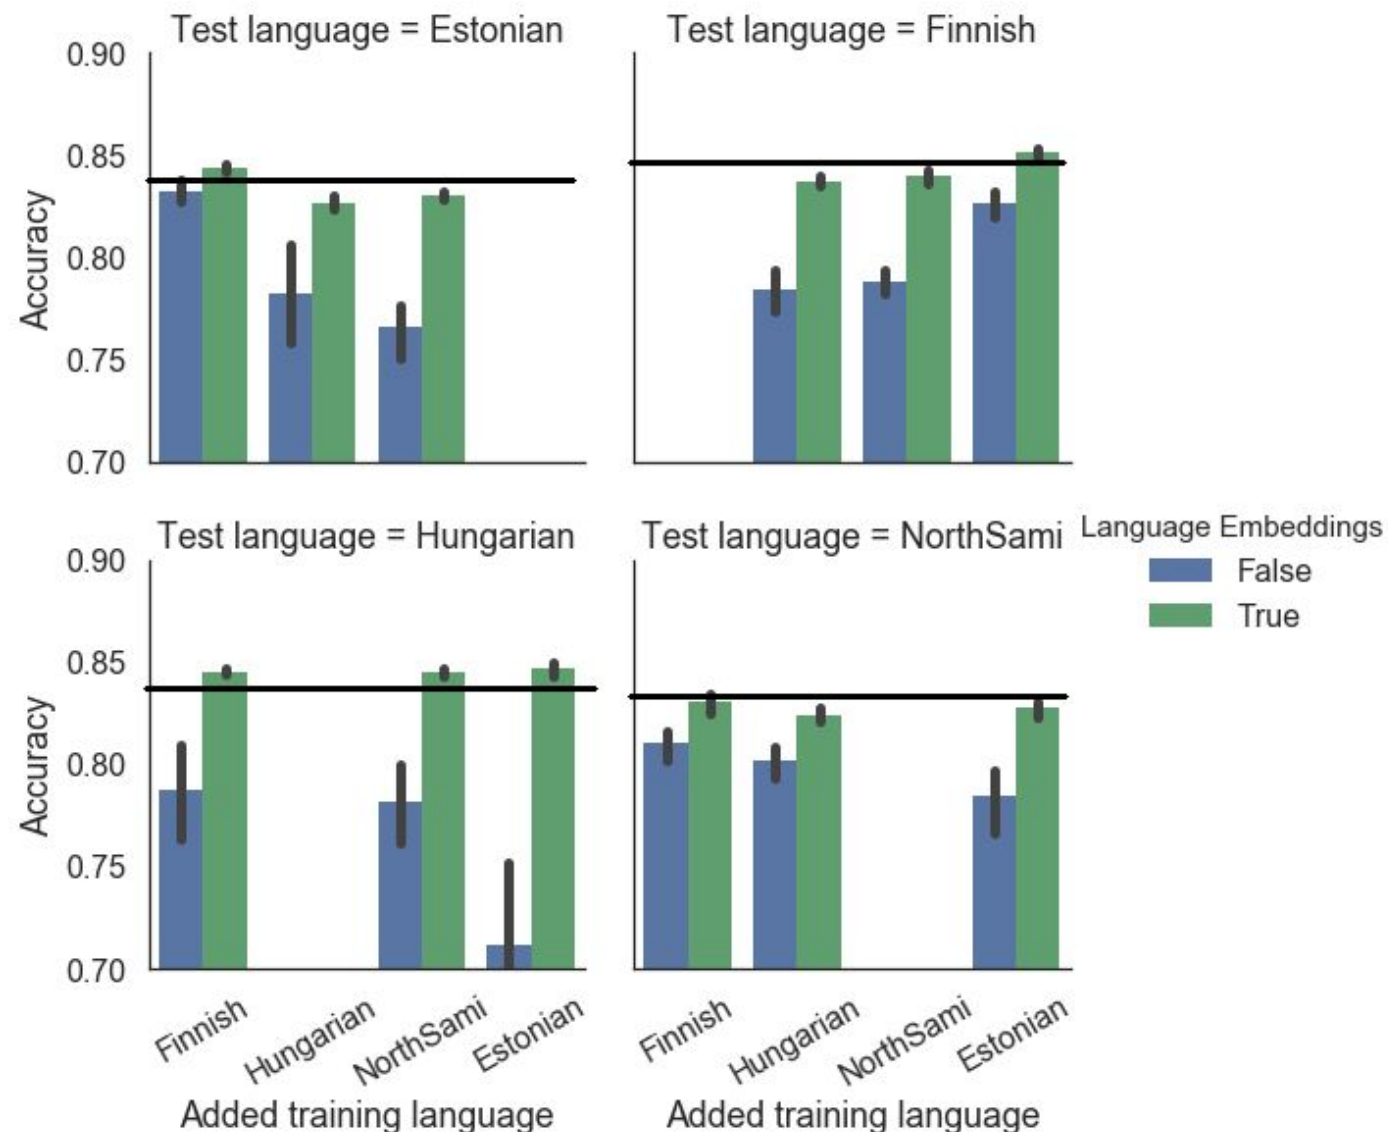 Test language = Estonian
Test language = Finnish
0.90
0.85
0.80
0.75
0.70
Accuracy
Test language = Hungarian
Test language = NorthSami
Language Embeddings
False
True
0.90
0.85
0.80
0.75
0.70
Accuracy
Finnish
Hungarian
NorthSami
Estonian
Finnish
Hungarian
NorthSami
Estonian
Added training language
Added training language